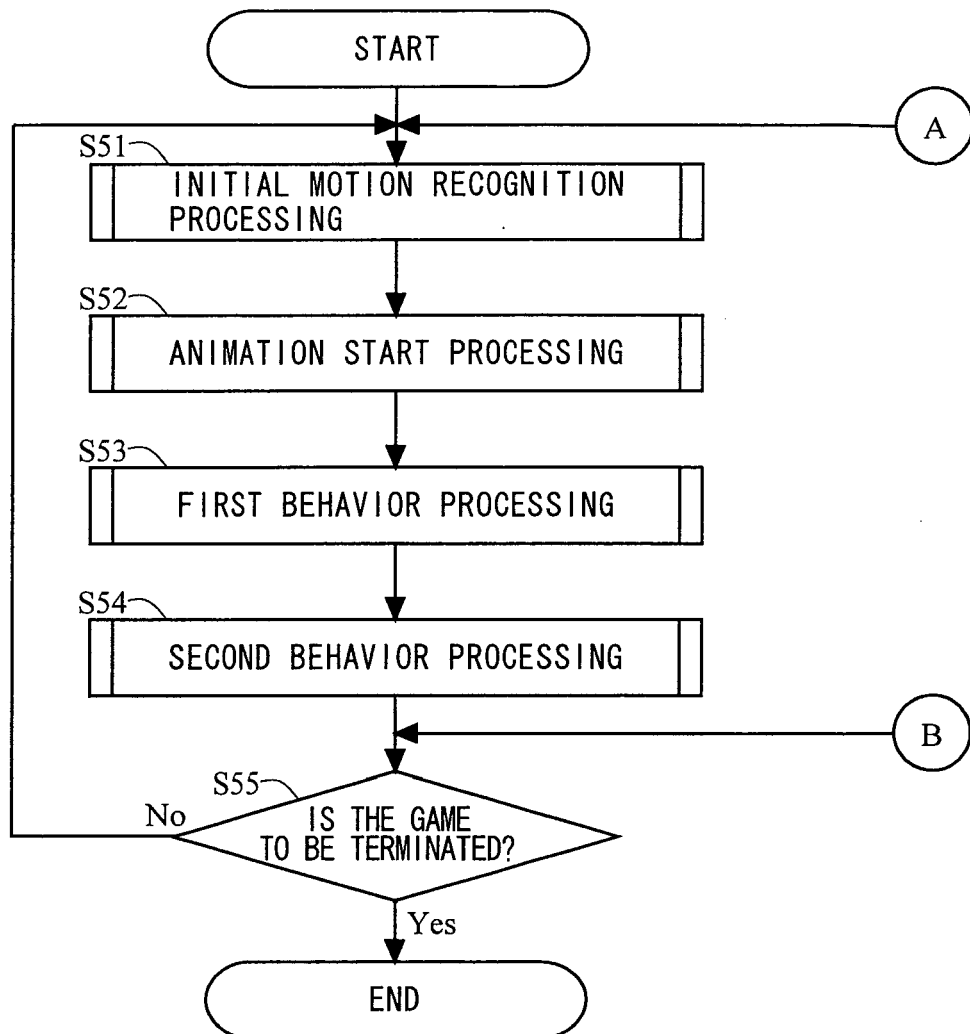 START
A
S51
INITIAL MOTION RECOGNITION
PROCESSING
S52
ANIMATION START PROCESSING
S53
FIRST BEHAVIOR PROCESSING
S54
SECOND BEHAVIOR PROCESSING
B
S55
No
IS THE GAME
TO BE TERMINATED?
Yes
END